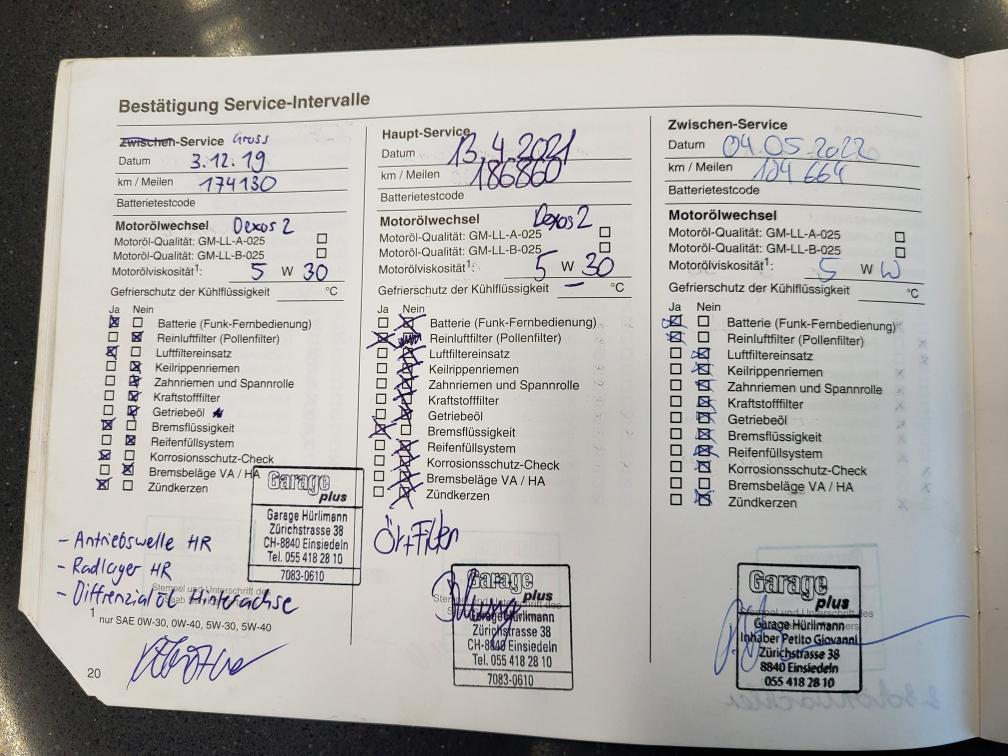 Bestätigung Service-Intervalle
Zwischen-Service Gross
Datum 3.12.19
km / Meilen 174130
Batterietestcode
Motorölwechsel Dexos 2
Motoröl-Qualität: GM-LL-A-025
Motoröl-Qualität: GM-LL-B-025
Motorölviskosität1: 5 W 30
Gefrierschutz der Kühlflüssigkeit °C
Ja Nein
Batterie (Funk-Fernbedienung)
Reinluftfilter (Pollenfilter)
Luftfiltereinsatz
Keilrippenriemen
Zahnriemen und Spannrolle
Kraftstofffilter
Getriebeöl
Bremsflüssigkeit
Reifenfüllsystem
Korrosionsschutz-Check
Bremsbeläge VA / HA
Zündkerzen
Garage
plus
Garage Hürlimann
Zürichstrasse 38
CH-8840 Einsiedeln
Tel. 055 418 28 10
7083-0610
- Antriebswelle HR
- Radlager HR
- Diffrenzialöl Hinterachse
Stempel und Unterschrift des
1 nur SAE 0W-30, 0W-40, 5W-30, 5W-40
20
Haupt-Service
Datum 13.4.2021
km / Meilen 186860
Batterietestcode
Motorölwechsel Dexos 2
Motoröl-Qualität: GM-LL-A-025
Motoröl-Qualität: GM-LL-B-025
Motorölviskosität1: 5 W 30
Gefrierschutz der Kühlflüssigkeit – °C
Ja Nein
Batterie (Funk-Fernbedienung)
Reinluftfilter (Pollenfilter)
Luftfiltereinsatz
Keilrippenriemen
Zahnriemen und Spannrolle
Kraftstofffilter
Getriebeöl
Bremsflüssigkeit
Reifenfüllsystem
Korrosionsschutz-Check
Bremsbeläge VA / HA
Zündkerzen
Garage
plus
Garage Hürlimann
Zürichstrasse 38
CH-8840 Einsiedeln
Tel. 055 418 28 10
7083-0610
Zwischen-Service
Datum 04.05.2022
km / Meilen 194 664
Batterietestcode
Motorölwechsel
Motoröl-Qualität: GM-LL-A-025
Motoröl-Qualität: GM-LL-B-025
Motorölviskosität1: 5 W
Gefrierschutz der Kühlflüssigkeit °C
Ja Nein
Batterie (Funk-Fernbedienung)
Reinluftfilter (Pollenfilter)
Luftfiltereinsatz
Keilrippenriemen
Zahnriemen und Spannrolle
Kraftstofffilter
Getriebeöl
Bremsflüssigkeit
Reifenfüllsystem
Korrosionsschutz-Check
Bremsbeläge VA / HA
Zündkerzen
Garage
plus
Garage Hürlimann
Inhaber Petito Giovanni
Zürichstrasse 38
8840 Einsiedeln
055 418 28 10